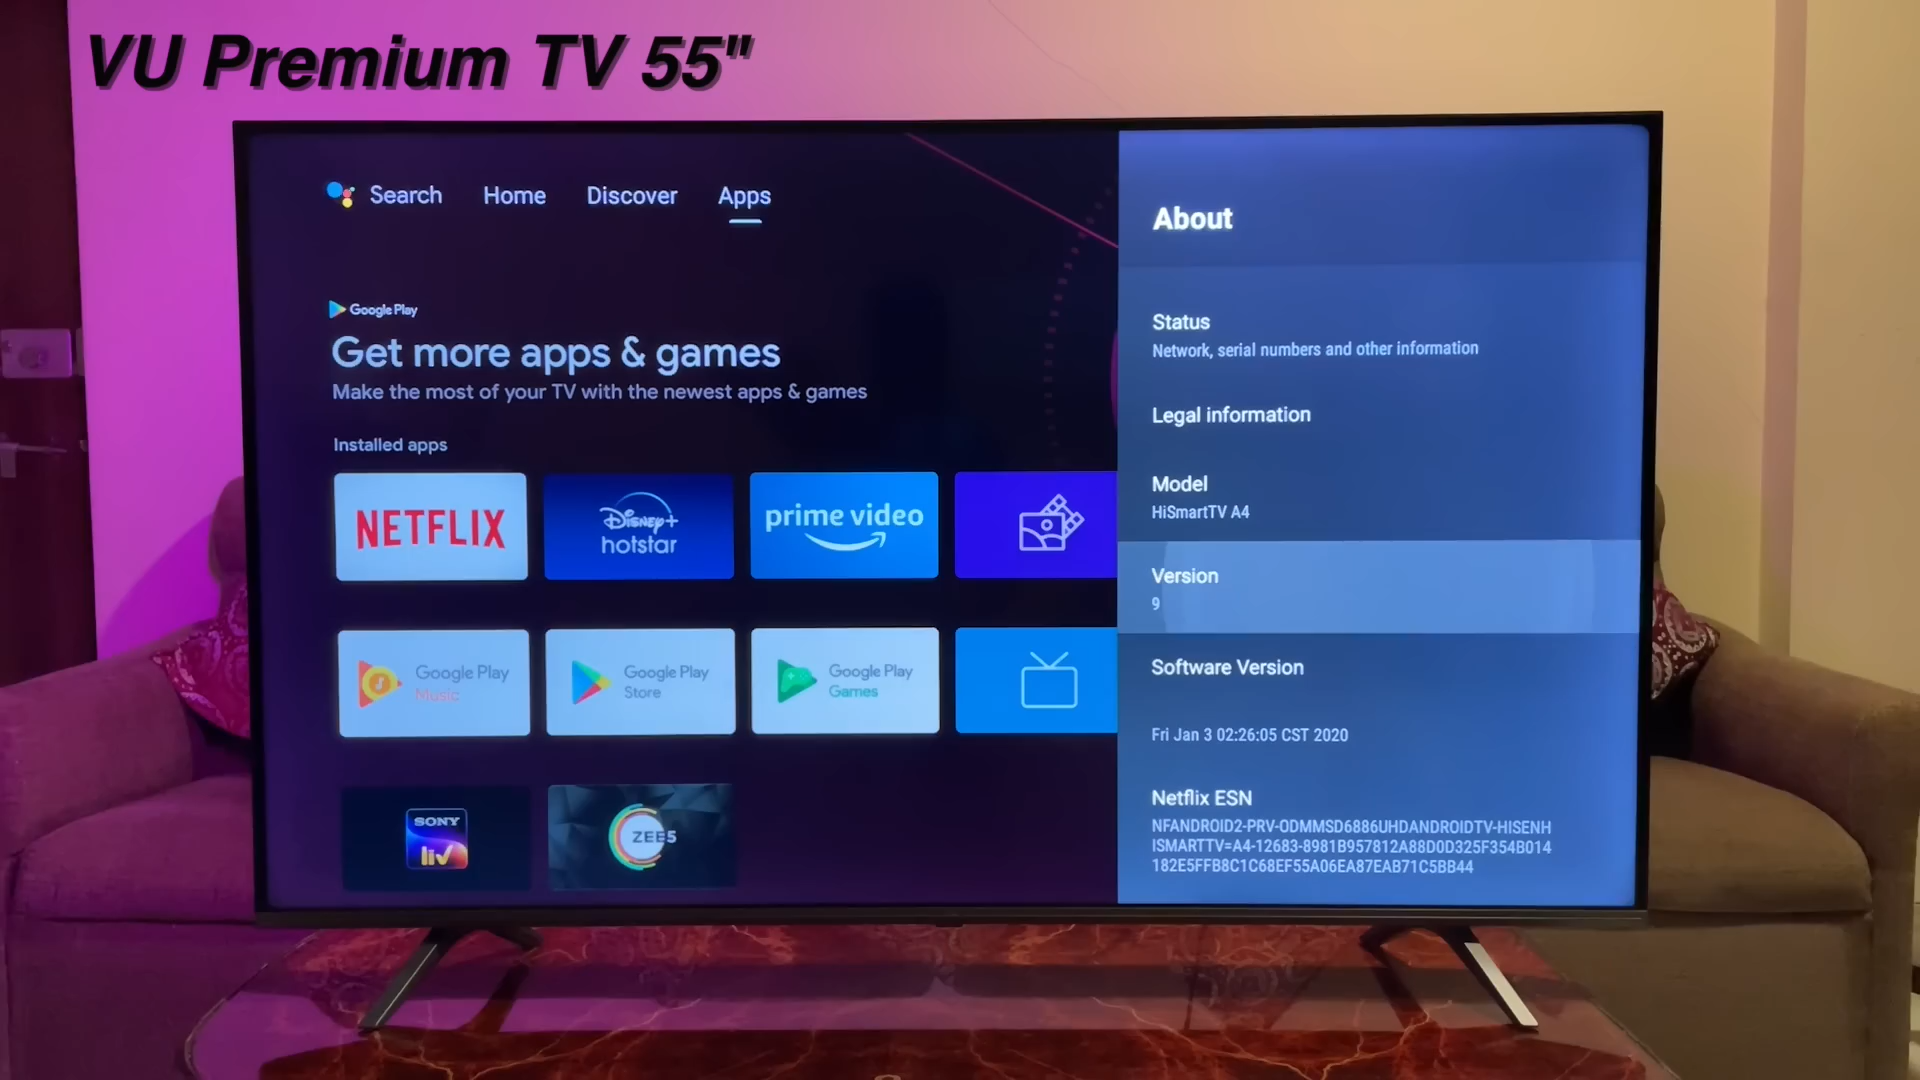 VU Premium TV 55"
Search Home Discover Apps
Google Play
Get more apps & games
Make the most of your TV with the newest apps & games
Installed apps
NETFLIX
Disney+
hotstar
prime video
Google Play
Music
Google Play
Store
Google Play
Games
SONY
liv
ZEE5
About
Status
Network, serial numbers and other information
Legal information
Model
HiSmartTV A4
Version
9
Software Version
Fri Jan 3 02:26:05 CST 2020
Netflix ESN
NFANDROID2-PRV-ODMMSD6886UHDANDROIDTV-HISENH
ISMARTTV=A4-12683-8981B957812A88D0D325F354B014
182E5FFB8C1C68EF55A06EA87EAB71C5BB44